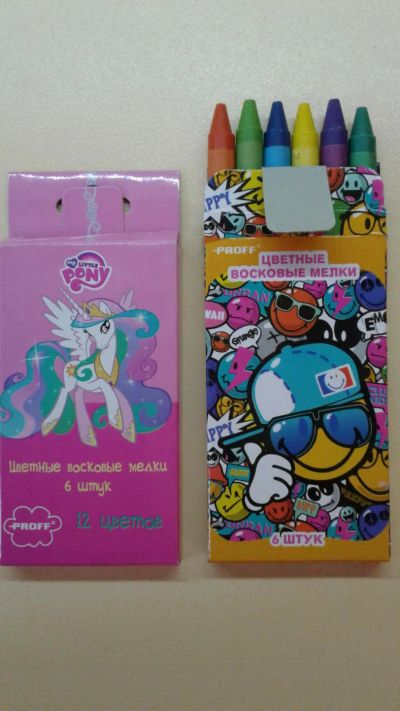 MY LITTLE
PONY
Цветные восковые мелки
6 штук
PROFF
12 цветов
PROFF
ЦВЕТНЫЕ
ВОСКОВЫЕ МЕЛКИ
6 ШТУК